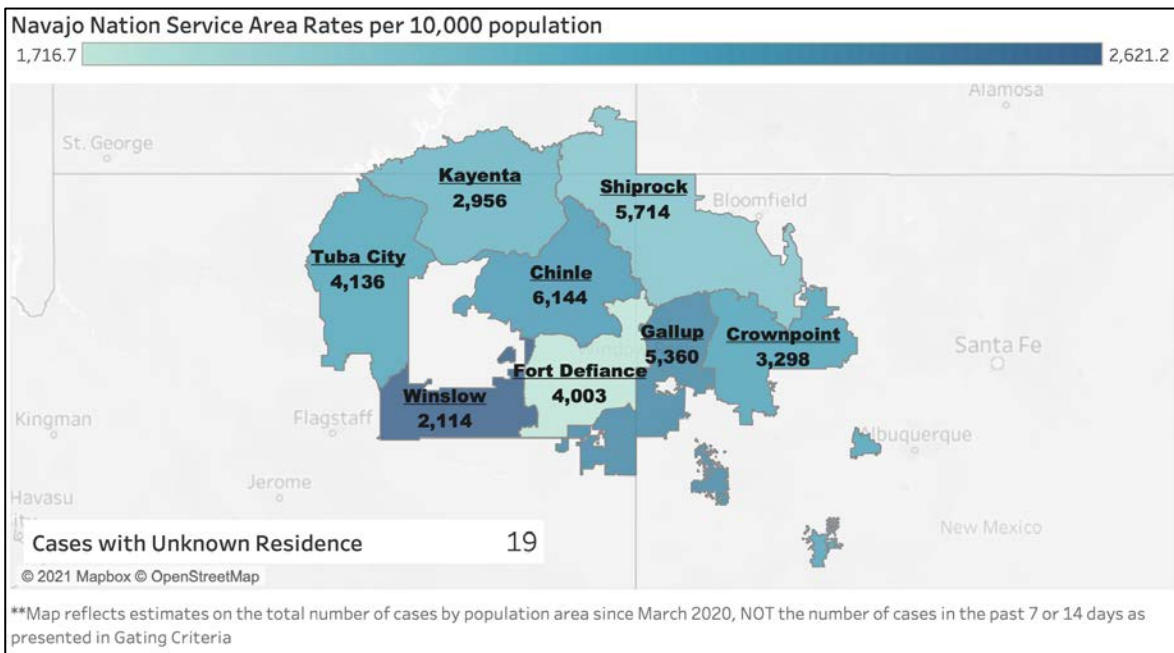 Navajo Nation Service Area Rates per 10,000 population
1,716.7
2,621.2
Alamosa
St. George
Kayenta
2,956
Shiprock
5,714
Bloomfield
Tuba City
4,136
Chinle
6,144
Gallup
5,360
Crownpoint
3,298
Santa Fe
Fort Defiance
4,003
Winslow
2,114
Kingman
Flagstaff
Albuquerque
Jerome
Havasu
New Mexico
Cases with Unknown Residence 19
© 2021 Mapbox © OpenStreetMap
**Map reflects estimates on the total number of cases by population area since March 2020, NOT the number of cases in the past 7 or 14 days as
presented in Gating Criteria